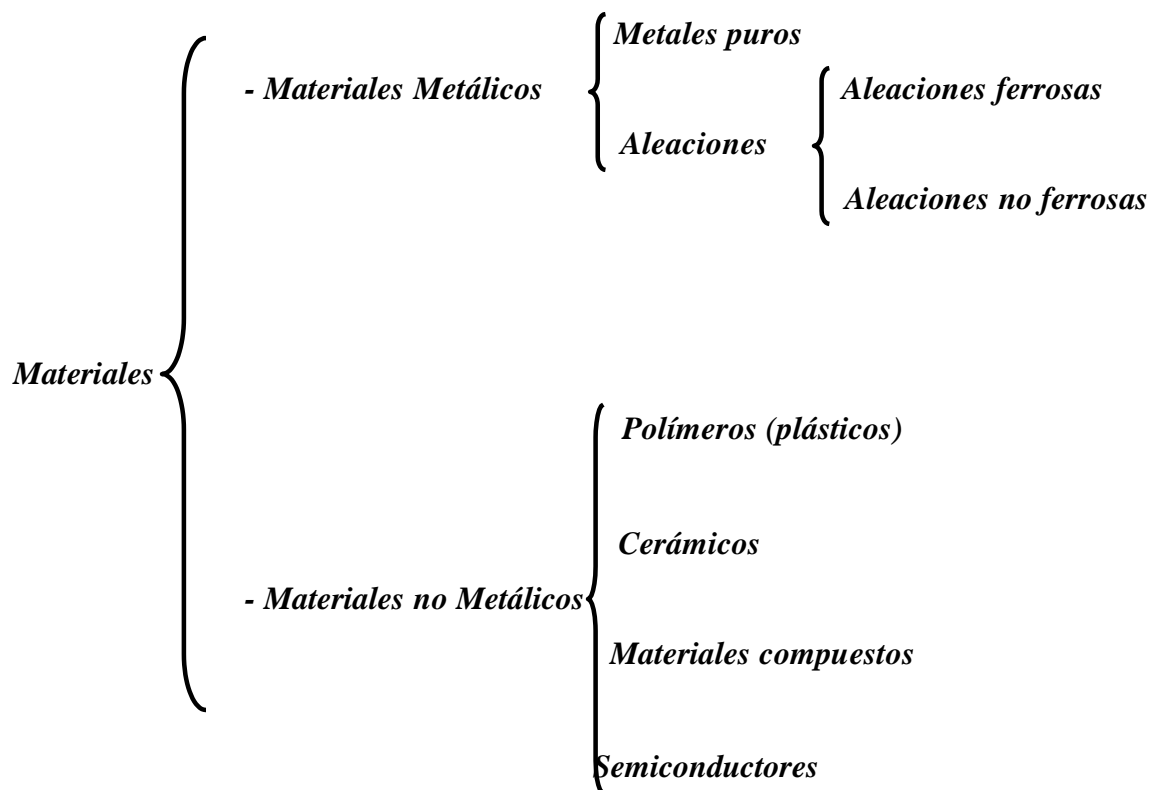 Metales puros
- Materiales Metálicos
Aleaciones ferrosas
Aleaciones
Aleaciones no ferrosas
Materiales
Polímeros (plásticos)
Cerámicos
- Materiales no Metálicos
Materiales compuestos
Semiconductores